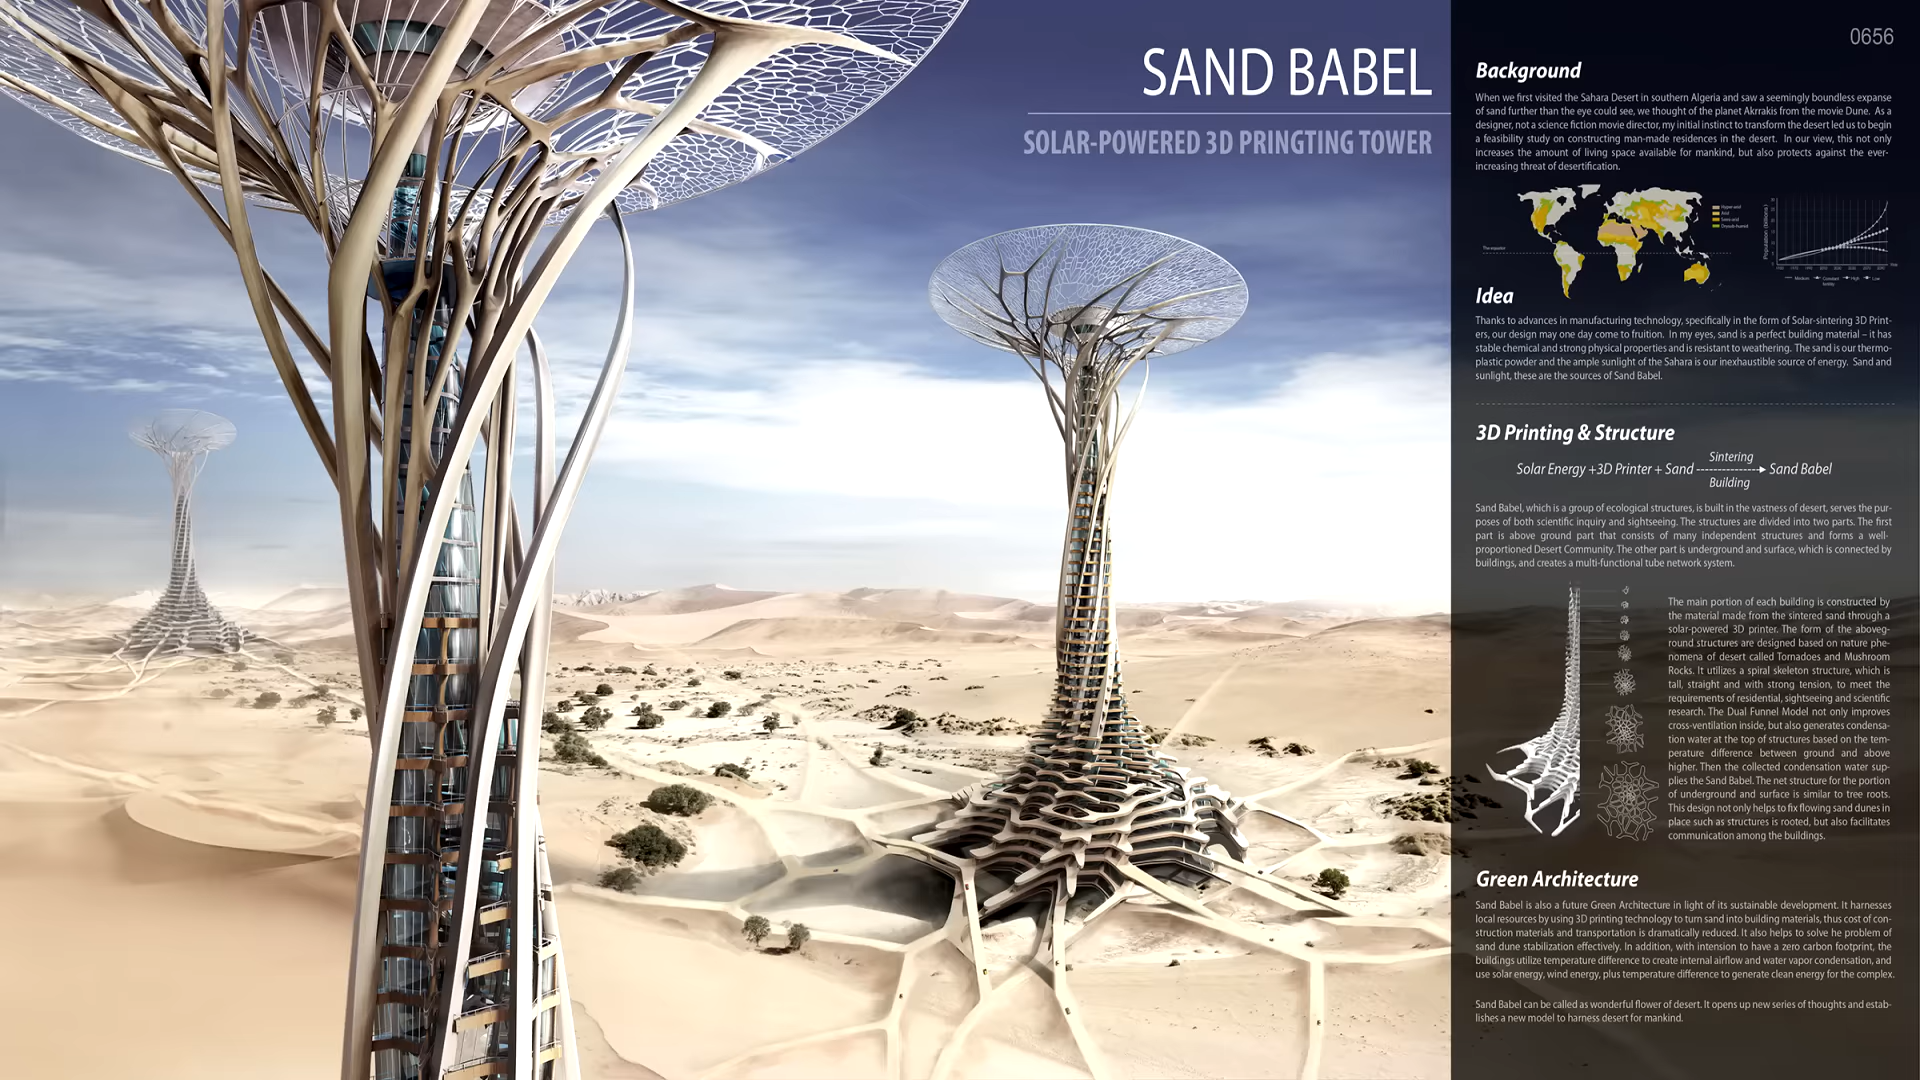 SAND BABEL
SOLAR-POWERED 3D PRINGTING TOWER
0656
Background
When we first visited the Sahara Desert in southern Algeria and saw a seemingly boundless expanse
of sand further than the eye could see, we thought of the planet Akrrakis from the movie Dune. As a
designer, not a science fiction movie director, my initial instinct to transform the desert led us to begin
a feasibility study on constructing man-made residences in the desert. In our view, this not only
increases the amount of living space available for mankind, but also protects against the ever-
increasing threat of desertification.
The equator
Hyper-arid
Arid
Semi-arid
Population (billions)
Medium
Constant
fertility
High
Low
Idea
Thanks to advances in manufacturing technology, specifically in the form of Solar-sintering 3D Print-
ers, our design may one day come to fruition. In my eyes, sand is a perfect building material – it has
stable chemical and strong physical properties and is resistant to weathering. The sand is our thermo-
plastic powder and the ample sunlight of the Sahara is our inexhaustible source of energy. Sand and
sunlight, these are the sources of Sand Babel.
3D Printing & Structure
Sintering
Solar Energy +3D Printer + Sand Sand Babel
Building
Sand Babel, which is a group of ecological structures, is built in the vastness of desert, serves the pur-
poses of both scientific inquiry and sightseeing. The structures are divided into two parts. The first
part is above ground part that consists of many independent structures and forms a well-
proportioned Desert Community. The other part is underground and surface, which is connected by
buildings, and creates a multi-functional tube network system.
The main portion of each building is constructed by
the material made from the sintered sand through a
solar-powered 3D printer. The form of the aboveg-
round structures are designed based on nature phe-
nomena of desert called Tornadoes and Mushroom
Rocks. It utilizes a spiral skeleton structure, which is
tall, straight and with strong tension, to meet the
requirements of residential, sightseeing and scientific
research. The Dual Funnel Model not only improves
cross-ventilation inside, but also generates condensa-
tion water at the top of structures based on the tem-
perature difference between ground and above
higher. Then the collected condensation water sup-
plies the Sand Babel. The net structure for the portion
of underground and surface is similar to tree roots.
This design not only helps to fix flowing sand dunes in
place such as structures is rooted, but also facilitates
communication among the buildings.
Green Architecture
Sand Babel is also a future Green Architecture in light of its sustainable development. It harnesses
local resources by using 3D printing technology to turn sand into building materials, thus cost of con-
struction materials and transportation is dramatically reduced. It also helps to solve he problem of
sand dune stabilization effectively. In addition, with intension to have a zero carbon footprint, the
buildings utilize temperature difference to create internal airflow and water vapor condensation, and
use solar energy, wind energy, plus temperature difference to generate clean energy for the complex.
Sand Babel can be called as wonderful flower of desert. It opens up new series of thoughts and estab-
lishes a new model to harness desert for mankind.